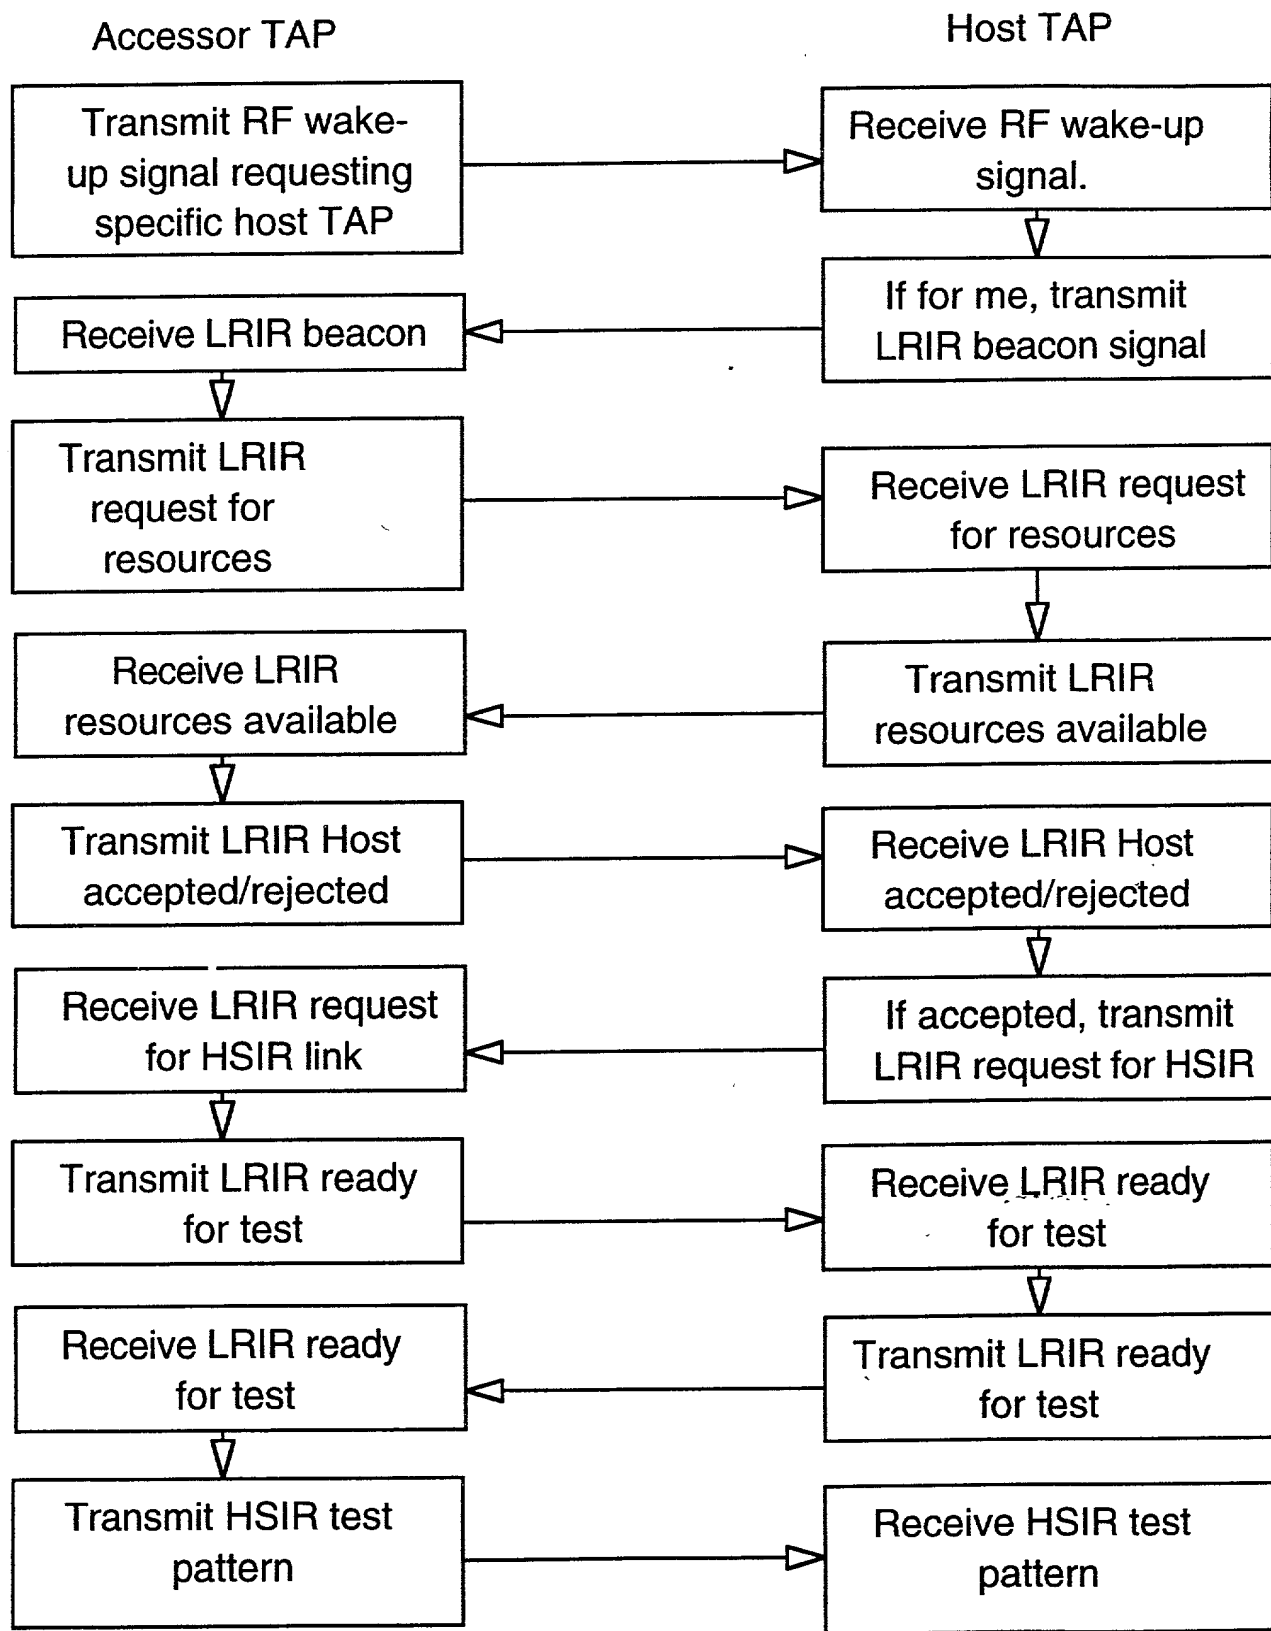 Accessor TAP
Host TAP
Transmit RF wake-
up signal requesting
specific host TAP
Receive RF wake-up
signal.
If for me, transmit
LRIR beacon signal
Receive LRIR beacon
Transmit LRIR
request for
resources
Receive LRIR request
for resources
Transmit LRIR
resources available
Receive LRIR
resources available
Transmit LRIR Host
accepted/rejected
Receive LRIR Host
accepted/rejected
If accepted, transmit
LRIR request for HSIR
Receive LRIR request
for HSIR link
Transmit LRIR ready
for test
Receive LRIR ready
for test
Transmit LRIR ready
for test
Receive LRIR ready
for test
Transmit HSIR test
pattern
Receive HSIR test
pattern